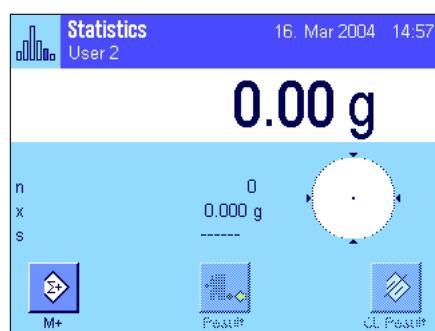 Statistics 16. Mar 2004 14:57
User 2
0.00 g
n 0
x 0.000 g
s ------
Σ+
M+ Result CL Result